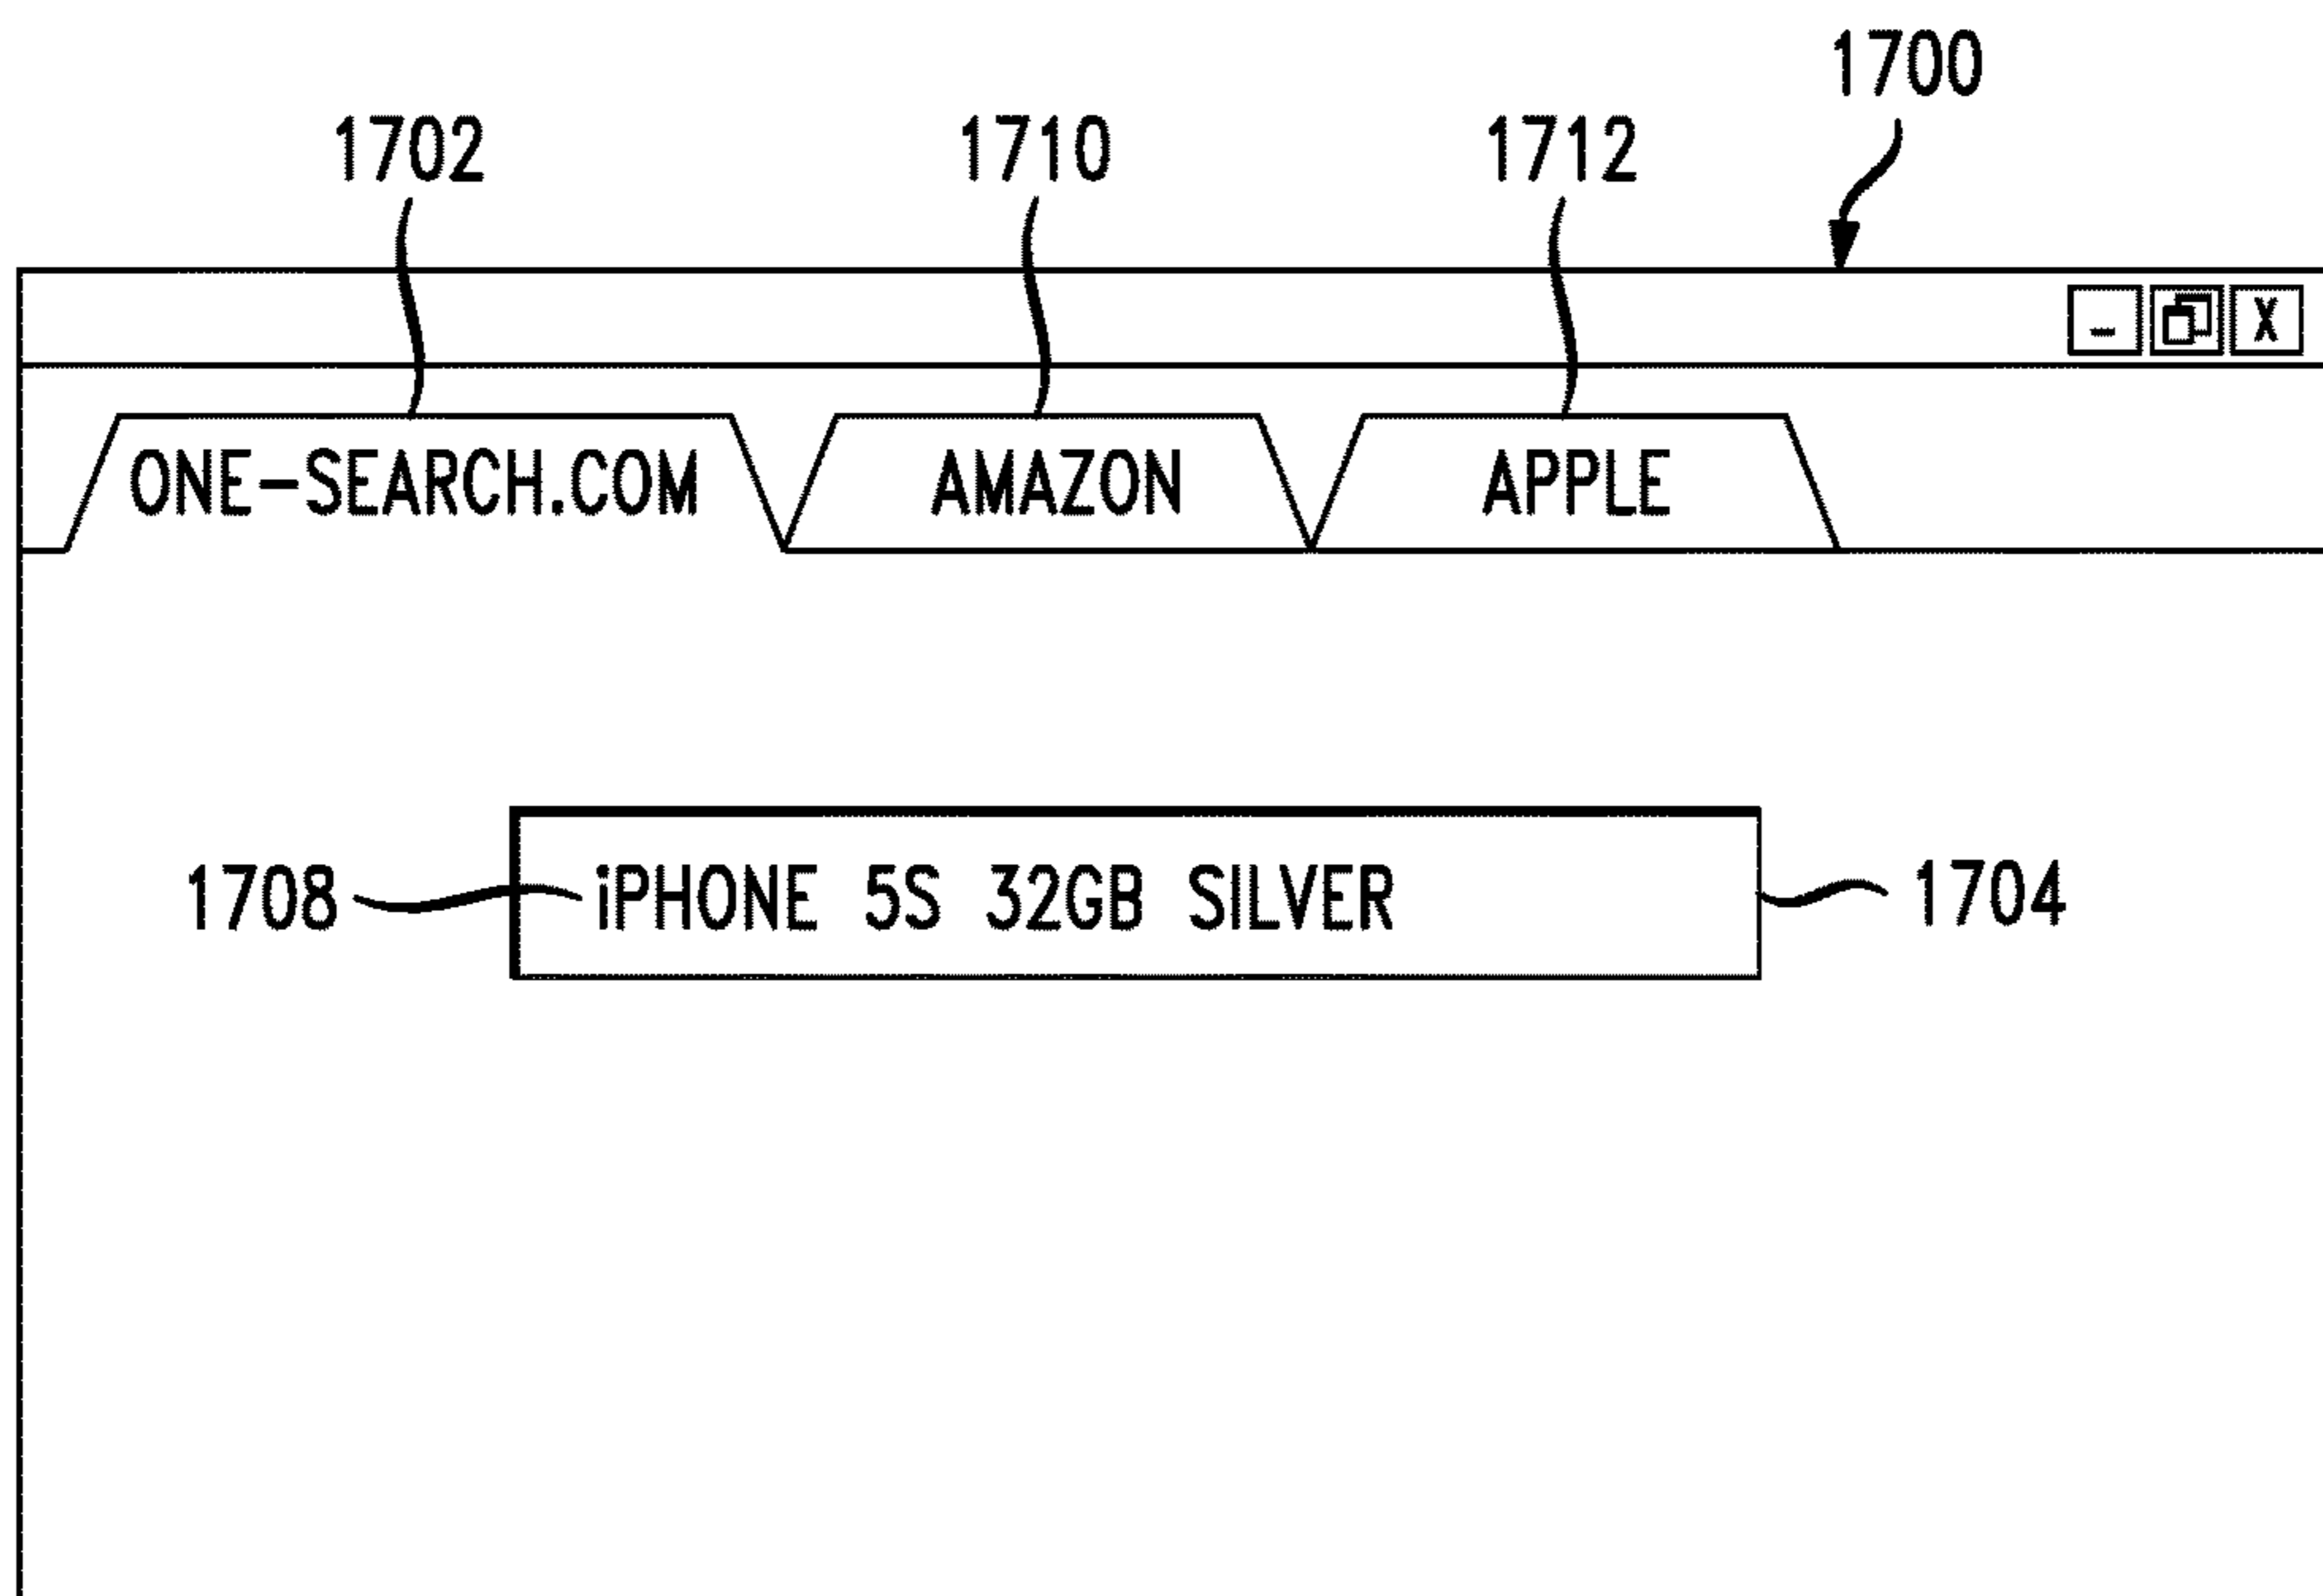 1700
1702 1710 1712
- X
ONE-SEARCH.COM AMAZON APPLE
1708 iPHONE 5S 32GB SILVER 1704